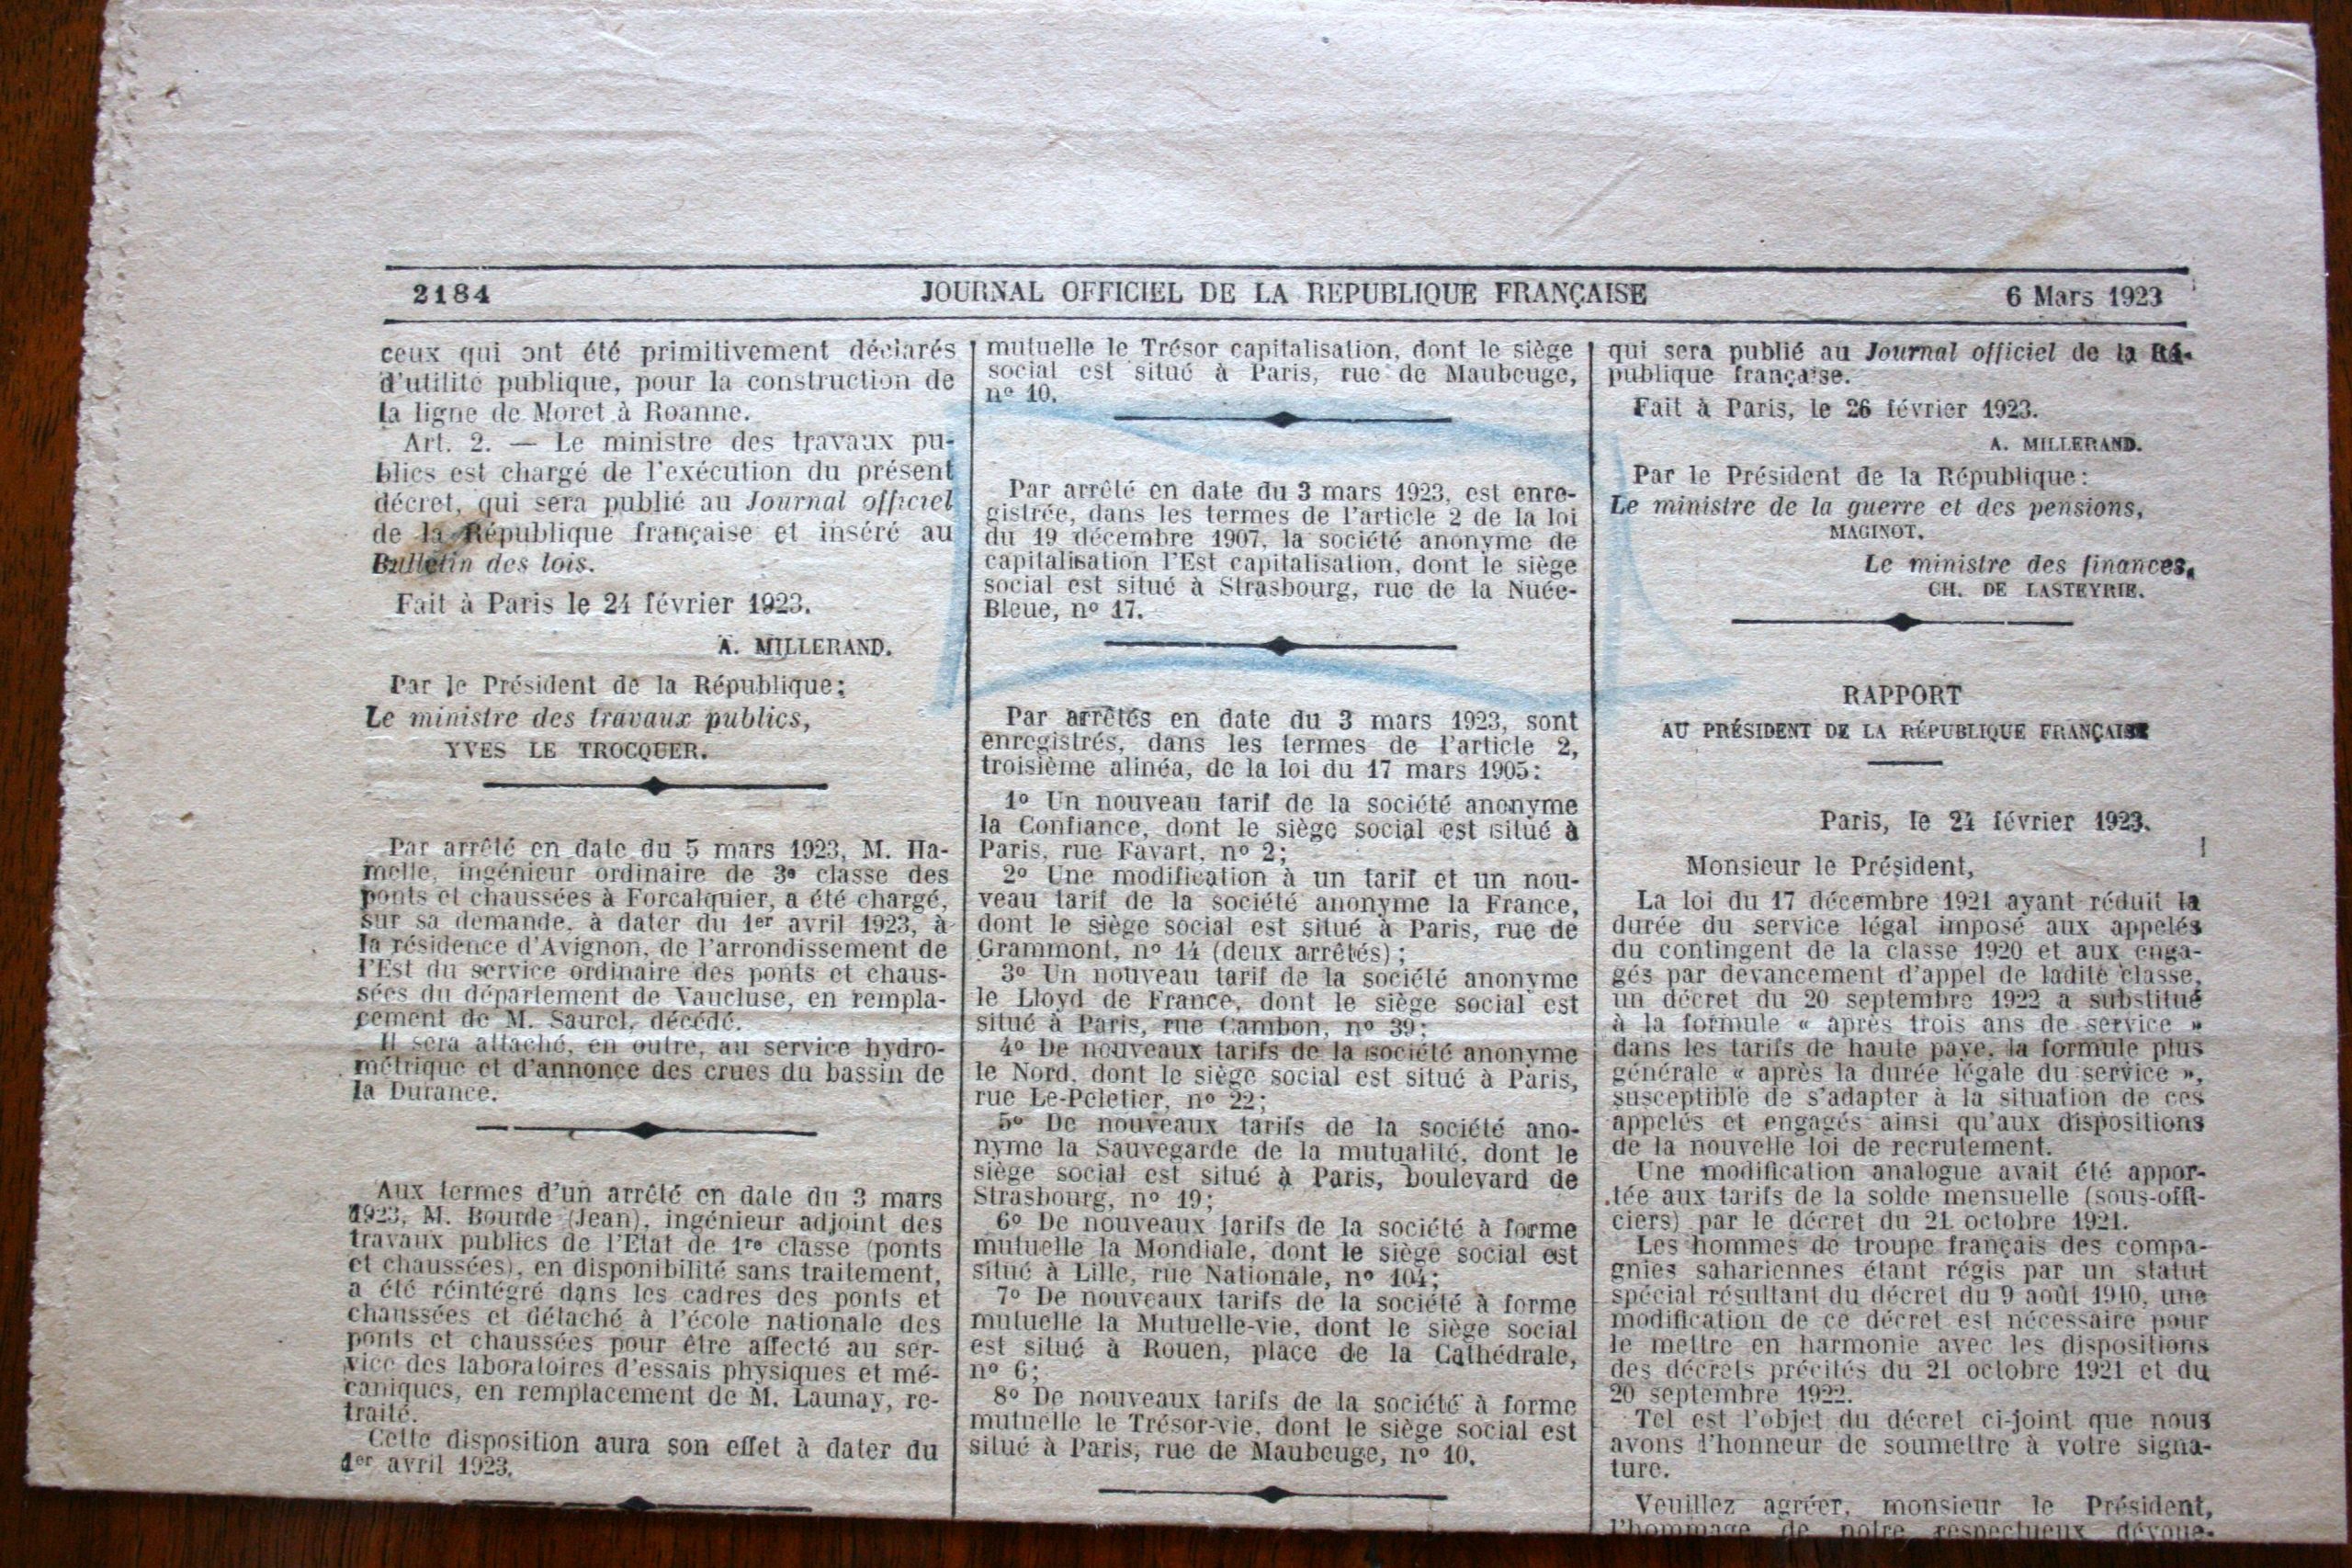 2184
JOURNAL OFFICIEL DE LA REPUBLIQUE FRANÇAISE
6 Mars 1923
ceux qui ont été primitivement déclarés
d'utilité publique, pour la construction de
la ligne de Moret à Roanne.
Art. 2. — Le ministre des travaux pu-
blics est chargé de l'exécution du présent
décret, qui sera publié au Journal officiel
de la République française et inséré au
Bulletin des lois.
Fait à Paris le 24 février 1923.
A. MILLERAND.
Par le Président de la République:
Le ministre des travaux publics,
YVES LE TROCQUER.
Par arrêté en date du 5 mars 1923, M. Ha-
melle, ingénieur ordinaire de 3e classe des
ponts et chaussées à Forcalquier, a été chargé,
sur sa demande, à dater du 1er avril 1923, à
la résidence d'Avignon, de l'arrondissement de
l'Est du service ordinaire des ponts et chaus-
sées du département de Vaucluse, en rempla-
cement de M. Saurel, décédé.
Il sera attaché, en outre, au service hydro-
métrique et d'annonce des crues du bassin de
la Durance.
Aux termes d'un arrêté en date du 3 mars
1923, M. Bourde (Jean), ingénieur adjoint des
travaux publics de l'Etat de 1re classe (ponts
et chaussées), en disponibilité sans traitement,
a été réintégré dans les cadres des ponts et
chaussées et détaché à l'école nationale des
ponts et chaussées pour être affecté au ser-
vice des laboratoires d'essais physiques et mé-
caniques, en remplacement de M. Launay, re-
traité.
Cette disposition aura son effet à dater du
1er avril 1923.
mutuelle le Trésor capitalisation, dont le siège
social est situé à Paris, rue de Maubeuge,
no 10.
Par arrêté en date du 3 mars 1923, est enre-
gistrée, dans les termes de l'article 2 de la loi
du 19 décembre 1907, la société anonyme de
capitalisation l'Est capitalisation, dont le siège
social est situé à Strasbourg, rue de la Nuée-
Bleue, no 17.
Par arrêtés en date du 3 mars 1923, sont
enregistrés, dans les termes de l'article 2,
troisième alinéa, de la loi du 17 mars 1905:
1o Un nouveau tarif de la société anonyme
la Confiance, dont le siège social est situé à
Paris, rue Favart, no 2;
2o Une modification à un tarif et un nou-
veau tarif de la société anonyme la France,
dont le siège social est situé à Paris, rue de
Grammont, no 14 (deux arrêtés);
3o Un nouveau tarif de la société anonyme
le Lloyd de France, dont le siège social est
situé à Paris, rue Cambon, no 39;
4o De nouveaux tarifs de la société anonyme
le Nord, dont le siège social est situé à Paris,
rue Le-Peletier, no 22;
5o De nouveaux tarifs de la société ano-
nyme la Sauvegarde de la mutualité, dont le
siège social est situé à Paris, boulevard de
Strasbourg, no 19;
6o De nouveaux tarifs de la société à forme
mutuelle la Mondiale, dont le siège social est
situé à Lille, rue Nationale, no 104;
7o De nouveaux tarifs de la société à forme
mutuelle la Mutuelle-vie, dont le siège social
est situé à Rouen, place de la Cathédrale,
no 6;
8o De nouveaux tarifs de la société à forme
mutuelle le Trésor-vie, dont le siège social est
situé à Paris, rue de Maubeuge, no 10.
qui sera publié au Journal officiel de la Ré-
publique française.
Fait à Paris, le 26 février 1923.
A. MILLERAND.
Par le Président de la République:
Le ministre de la guerre et des pensions,
MAGINOT.
Le ministre des finances,
CH. DE LASTEYRIE.
RAPPORT
AU PRÉSIDENT DE LA RÉPUBLIQUE FRANÇAISE
Paris, le 24 février 1923.
Monsieur le Président,
La loi du 17 décembre 1921 ayant réduit la
durée du service légal imposé aux appelés
du contingent de la classe 1920 et aux enga-
gés par devancement d'appel de ladite classe,
un décret du 20 septembre 1922 a substitué
à la formule « après trois ans de service »
dans les tarifs de haute paye, la formule plus
générale « après la durée légale du service »,
susceptible de s'adapter à la situation de ces
appelés et engagés ainsi qu'aux dispositions
de la nouvelle loi de recrutement.
Une modification analogue avait été appor-
tée aux tarifs de la solde mensuelle (sous-offi-
ciers) par le décret du 21 octobre 1921.
Les hommes de troupe français des compa-
gnies sahariennes étant régis par un statut
spécial résultant du décret du 9 août 1910, une
modification de ce décret est nécessaire pour
le mettre en harmonie avec les dispositions
des décrets précités du 21 octobre 1921 et du
20 septembre 1922.
Tel est l'objet du décret ci-joint que nous
avons l'honneur de soumettre à votre signa-
ture.
Veuillez agréer, monsieur le Président,
l'hommage de notre respectueux dévoue-